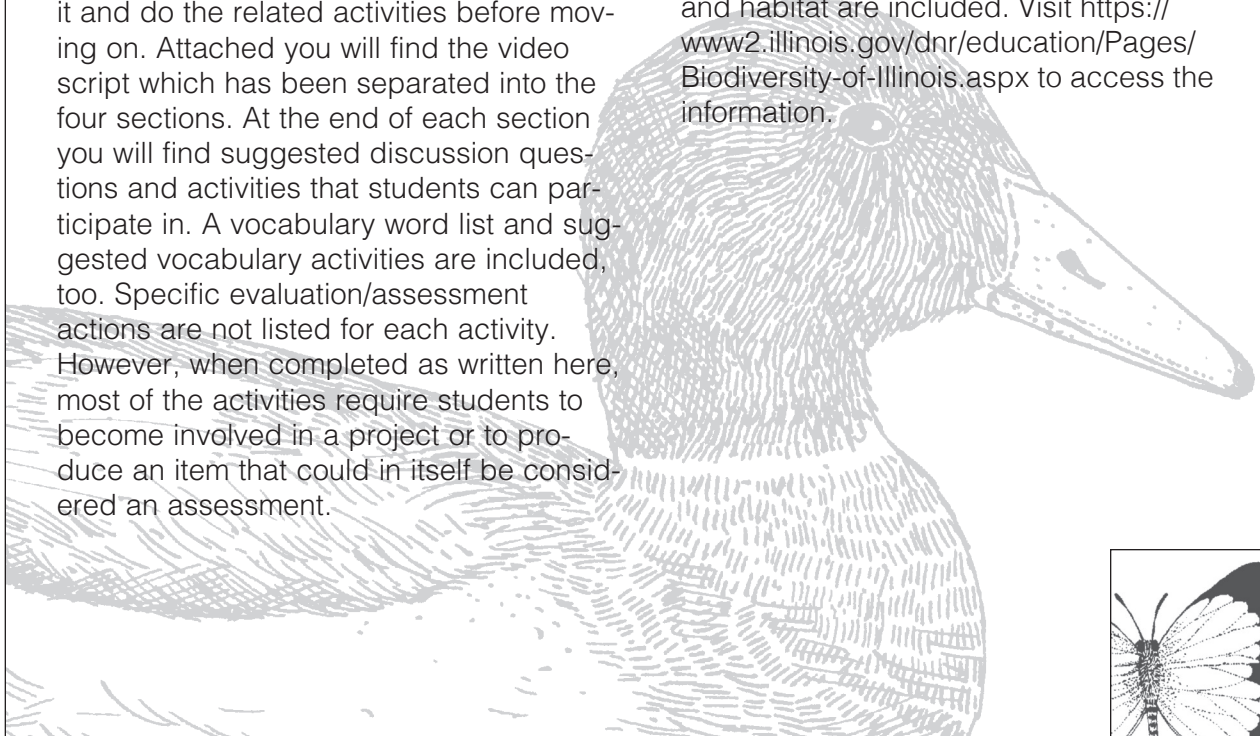 it and do the related activities before mov-
ing on. Attached you will find the video
script which has been separated into the
four sections. At the end of each section
you will find suggested discussion ques-
tions and activities that students can par-
ticipate in. A vocabulary word list and sug-
gested vocabulary activities are included,
too. Specific evaluation/assessment
actions are not listed for each activity.
However, when completed as written here,
most of the activities require students to
become involved in a project or to pro-
duce an item that could in itself be consid-
ered an assessment.
and habitat are included. Visit https://
www2.illinois.gov/dnr/education/Pages/
Biodiversity-of-Illinois.aspx to access the
information.